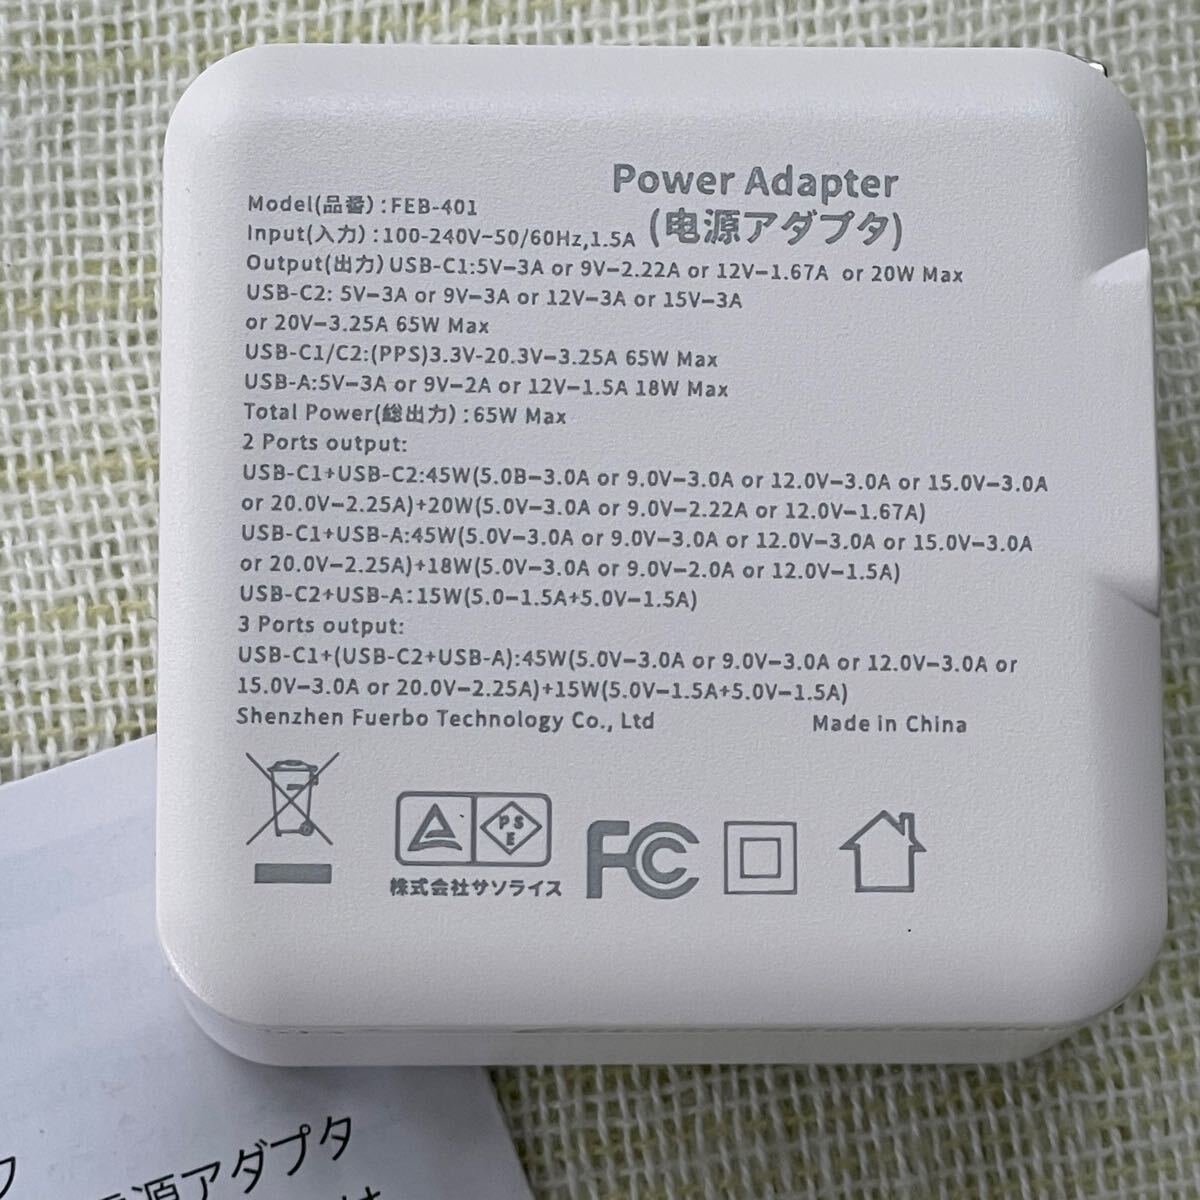 Power Adapter
(电源アダプタ)
Model(品番):FEB-401
Input(入力):100-240V~50/60Hz,1.5A
Output(出力)USB-C1:5V⎓3A or 9V⎓2.22A or 12V⎓1.67A or 20W Max
USB-C2: 5V⎓3A or 9V⎓3A or 12V⎓3A or 15V⎓3A
or 20V⎓3.25A 65W Max
USB-C1/C2:(PPS)3.3V-20.3V⎓3.25A 65W Max
USB-A:5V⎓3A or 9V⎓2A or 12V⎓1.5A 18W Max
Total Power(総出力):65W Max
2 Ports output:
USB-C1+USB-C2:45W(5.0B⎓3.0A or 9.0V⎓3.0A or 12.0V⎓3.0A or 15.0V⎓3.0A
or 20.0V⎓2.25A)+20W(5.0V⎓3.0A or 9.0V⎓2.22A or 12.0V⎓1.67A)
USB-C1+USB-A:45W(5.0V⎓3.0A or 9.0V⎓3.0A or 12.0V⎓3.0A or 15.0V⎓3.0A
or 20.0V⎓2.25A)+18W(5.0V⎓3.0A or 9.0V⎓2.0A or 12.0V⎓1.5A)
USB-C2+USB-A:15W(5.0⎓1.5A+5.0V⎓1.5A)
3 Ports output:
USB-C1+(USB-C2+USB-A):45W(5.0V⎓3.0A or 9.0V⎓3.0A or 12.0V⎓3.0A or
15.0V⎓3.0A or 20.0V⎓2.25A)+15W(5.0V⎓1.5A+5.0V⎓1.5A)
Shenzhen Fuerbo Technology Co., Ltd Made in China
PSE
株式会社サソライス
FC
源アダプタ